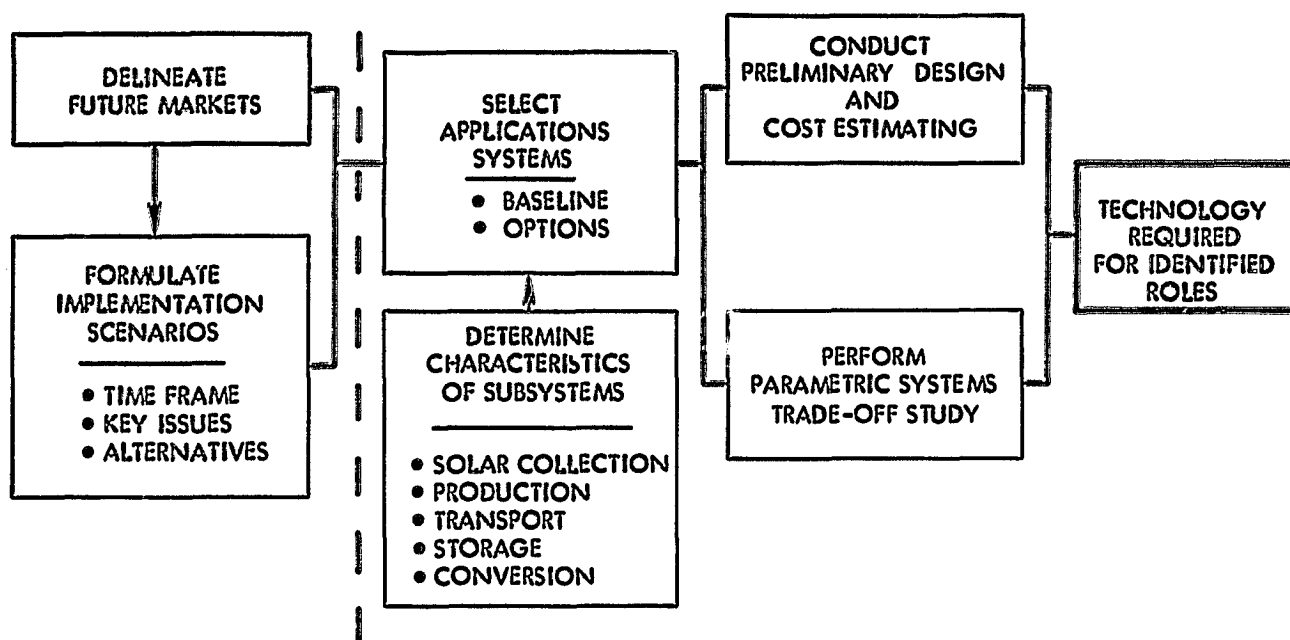 DELINEATE
FUTURE MARKETS
FORMULATE
IMPLEMENTATION
SCENARIOS
• TIME FRAME
• KEY ISSUES
• ALTERNATIVES
SELECT
APPLICATIONS
SYSTEMS
• BASELINE
• OPTIONS
DETERMINE
CHARACTERISTICS
OF SUBSYSTEMS
• SOLAR COLLECTION
• PRODUCTION
• TRANSPORT
• STORAGE
• CONVERSION
CONDUCT
PRELIMINARY DESIGN
AND
COST ESTIMATING
PERFORM
PARAMETRIC SYSTEMS
TRADE-OFF STUDY
TECHNOLOGY
REQUIRED
FOR IDENTIFIED
ROLES